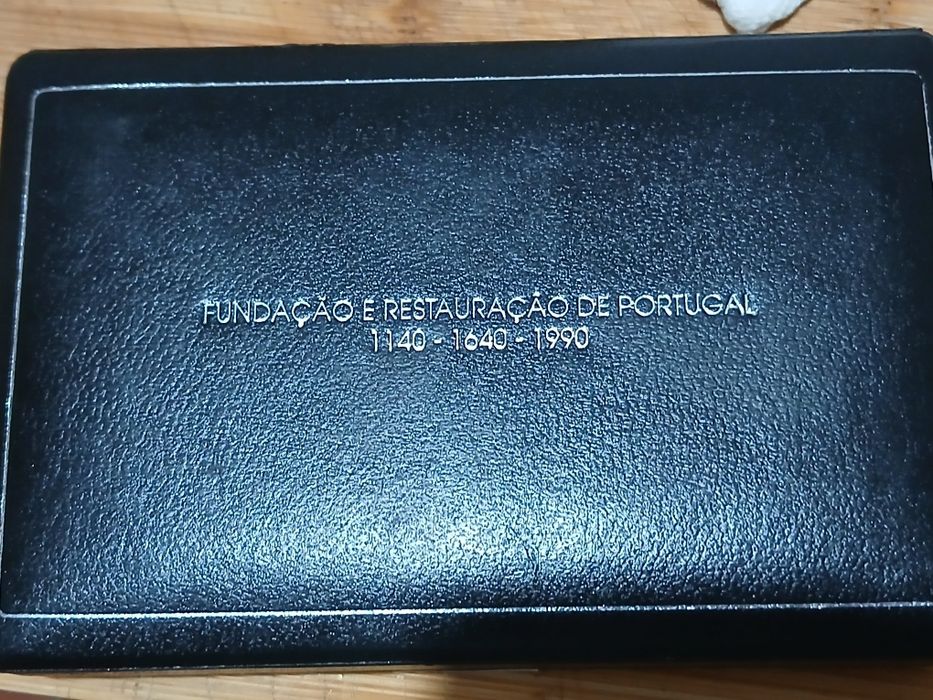 FUNDAÇÃO E RESTAURAÇÃO DE PORTUGAL
1140 - 1640 - 1990